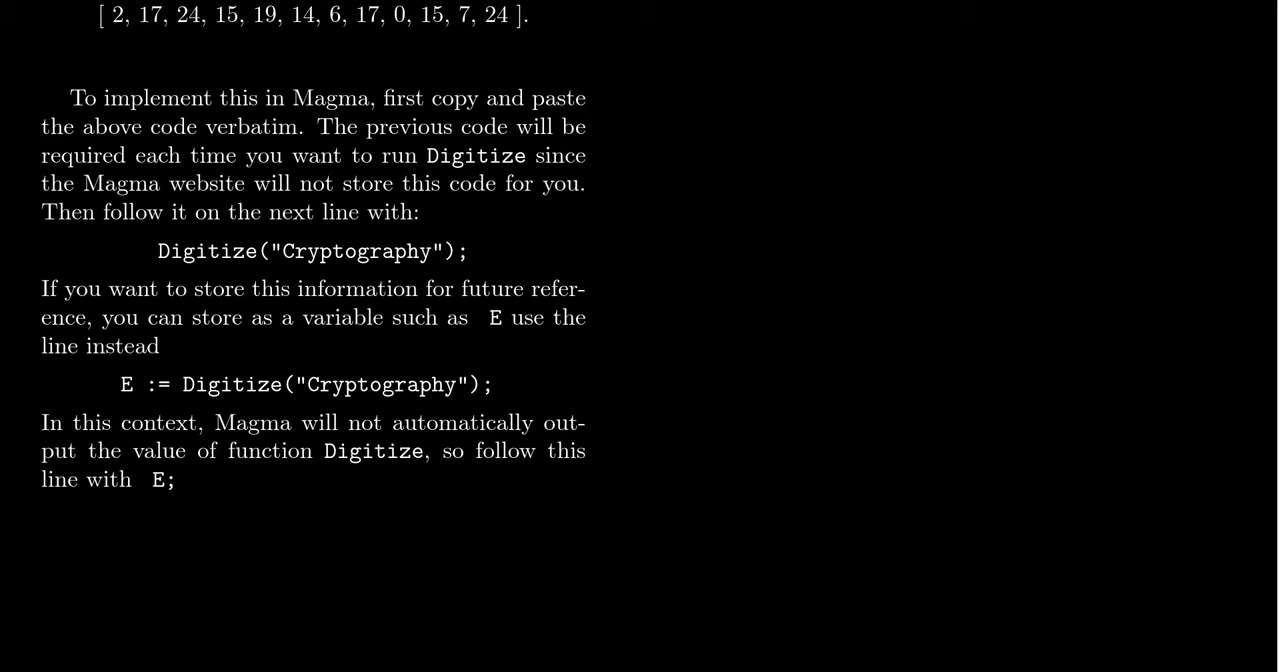 [ 2, 17, 24, 15, 19, 14, 6, 17, 0, 15, 7, 24 ].
To implement this in Magma, first copy and paste
the above code verbatim. The previous code will be
required each time you want to run Digitize since
the Magma website will not store this code for you.
Then follow it on the next line with:
Digitize("Cryptography");
If you want to store this information for future refer-
ence, you can store as a variable such as E use the
line instead
E := Digitize("Cryptography");
In this context, Magma will not automatically out-
put the value of function Digitize, so follow this
line with E;